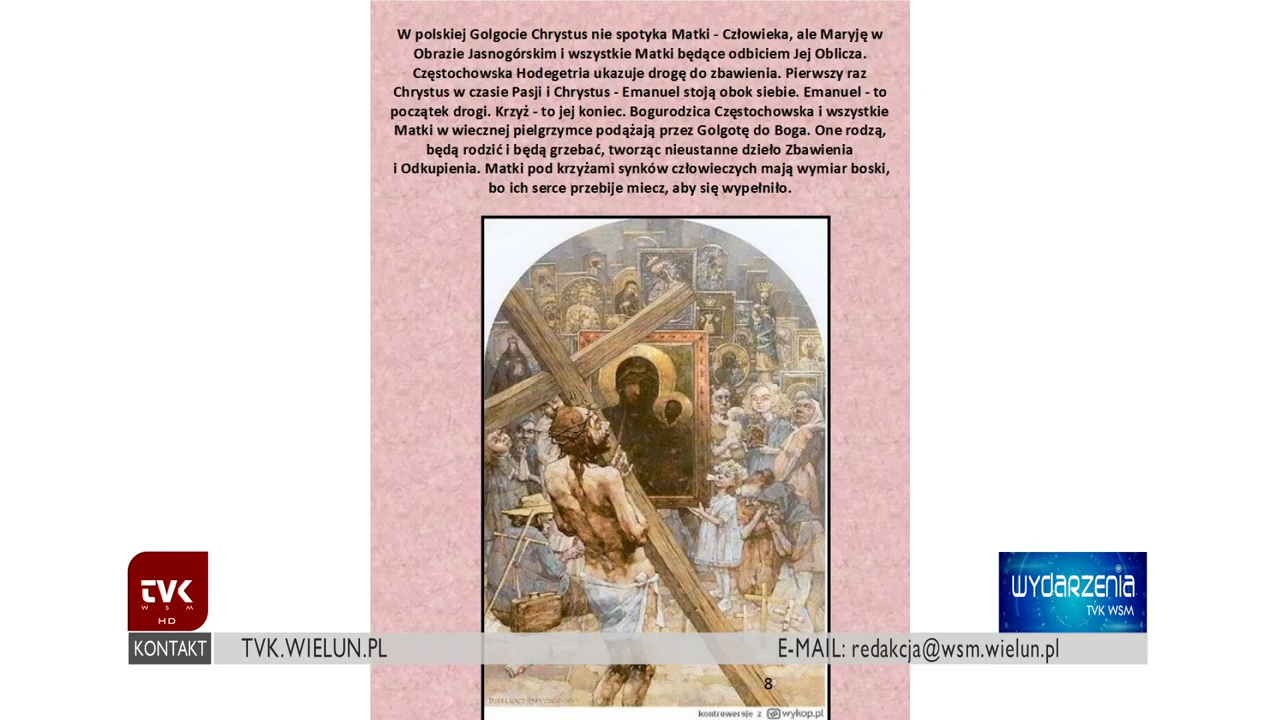 W polskiej Golgocie Chrystus nie spotyka Matki - Człowieka, ale Maryję w
Obrazie Jasnogórskim i wszystkie Matki będące odbiciem Jej Oblicza.
Częstochowska Hodegetria ukazuje drogę do zbawienia. Pierwszy raz
Chrystus w czasie Pasji i Chrystus - Emanuel stoją obok siebie. Emanuel - to
początek drogi. Krzyż - to jej koniec. Bogurodzica Częstochowska i wszystkie
Matki w wiecznej pielgrzymce podążają przez Golgotę do Boga. One rodzą,
będą rodzić i będą grzebać, tworząc nieustanne dzieło Zbawienia
i Odkupienia. Matki pod krzyżami synków człowieczych mają wymiar boski,
bo ich serce przebije miecz, aby się wypełniło.
TVK
WSM
HD
WYDARZENIA
TVK WSM
KONTAKT
TVK.WIELUN.PL
E-MAIL: redakcja@wsm.wielun.pl
8
kontrowersje z wykop.pl